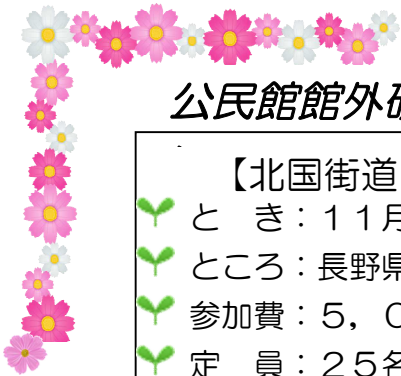 公民館館外
【北国街道
と　き：１１月
ところ：長野県
参加費：５，０
定　員：２５名